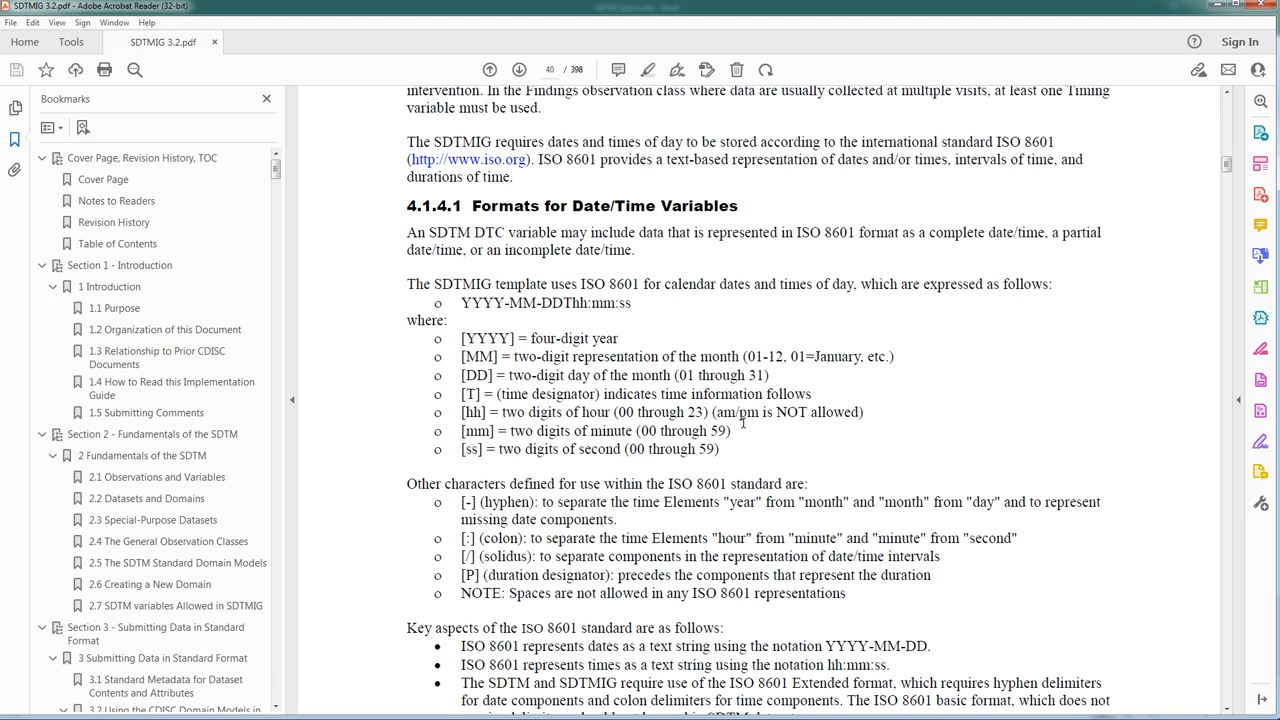 SDTMIG 3.2.pdf - Adobe Acrobat Reader (32-bit)
File Edit View Sign Window Help
Home Tools SDTMIG 3.2.pdf × Sign In
40 / 398
Bookmarks
Cover Page, Revision History, TOC
Cover Page
Notes to Readers
Revision History
Table of Contents
Section 1 - Introduction
1 Introduction
1.1 Purpose
1.2 Organization of this Document
1.3 Relationship to Prior CDISC
Documents
1.4 How to Read this Implementation
Guide
1.5 Submitting Comments
Section 2 - Fundamentals of the SDTM
2 Fundamentals of the SDTM
2.1 Observations and Variables
2.2 Datasets and Domains
2.3 Special-Purpose Datasets
2.4 The General Observation Classes
2.5 The SDTM Standard Domain Models
2.6 Creating a New Domain
2.7 SDTM variables Allowed in SDTMIG
Section 3 - Submitting Data in Standard
Format
3 Submitting Data in Standard Format
3.1 Standard Metadata for Dataset
Contents and Attributes
3.2 Using the CDISC Domain Models in
intervention. In the Findings observation class where data are usually collected at multiple visits, at least one Timing
variable must be used.
The SDTMIG requires dates and times of day to be stored according to the international standard ISO 8601
(http://www.iso.org). ISO 8601 provides a text-based representation of dates and/or times, intervals of time, and
durations of time.
4.1.4.1 Formats for Date/Time Variables
An SDTM DTC variable may include data that is represented in ISO 8601 format as a complete date/time, a partial
date/time, or an incomplete date/time.
The SDTMIG template uses ISO 8601 for calendar dates and times of day, which are expressed as follows:
o YYYY-MM-DDThh:mm:ss
where:
o [YYYY] = four-digit year
o [MM] = two-digit representation of the month (01-12, 01=January, etc.)
o [DD] = two-digit day of the month (01 through 31)
o [T] = (time designator) indicates time information follows
o [hh] = two digits of hour (00 through 23) (am/pm is NOT allowed)
o [mm] = two digits of minute (00 through 59)
o [ss] = two digits of second (00 through 59)
Other characters defined for use within the ISO 8601 standard are:
o [-] (hyphen): to separate the time Elements "year" from "month" and "month" from "day" and to represent
missing date components.
o [:] (colon): to separate the time Elements "hour" from "minute" and "minute" from "second"
o [/] (solidus): to separate components in the representation of date/time intervals
o [P] (duration designator): precedes the components that represent the duration
o NOTE: Spaces are not allowed in any ISO 8601 representations
Key aspects of the ISO 8601 standard are as follows:
• ISO 8601 represents dates as a text string using the notation YYYY-MM-DD.
• ISO 8601 represents times as a text string using the notation hh:mm:ss.
• The SDTM and SDTMIG require use of the ISO 8601 Extended format, which requires hyphen delimiters
for date components and colon delimiters for time components. The ISO 8601 basic format, which does not